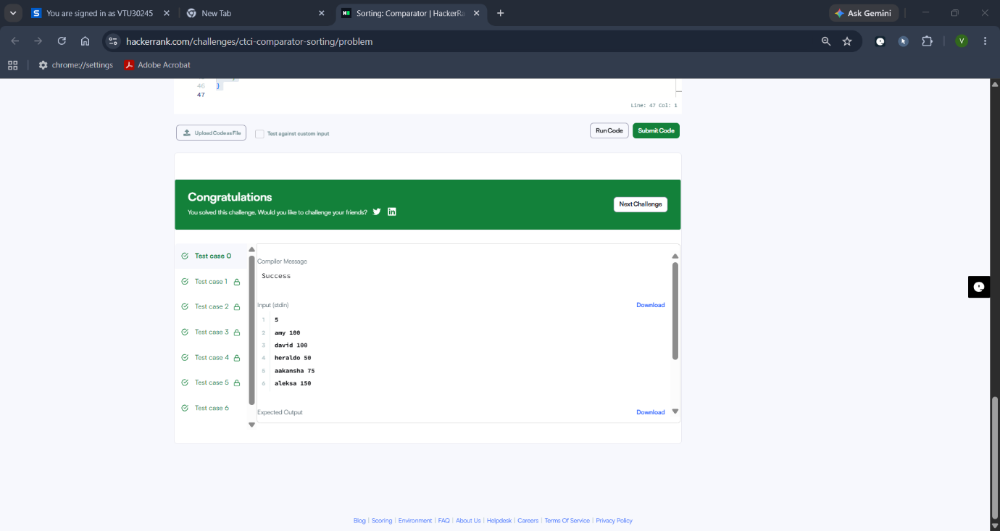 S You are signed in as VTU30245
New Tab
Sorting: Comparator | HackerRa
Ask Gemini
hackerrank.com/challenges/ctci-comparator-sorting/problem
V
chrome://settings
Adobe Acrobat
46 }
47
Line: 47 Col: 1
Upload Code as File
Test against custom input
Run Code
Submit Code
Congratulations
You solved this challenge. Would you like to challenge your friends?
Next Challenge
Test case 0
Test case 1
Test case 2
Test case 3
Test case 4
Test case 5
Test case 6
Compiler Message
Success
Input (stdin)
Download
1 5
2 amy 100
3 david 100
4 heraldo 50
5 aakansha 75
6 aleksa 150
Expected Output
Download
Blog | Scoring | Environment | FAQ | About Us | Helpdesk | Careers | Terms Of Service | Privacy Policy